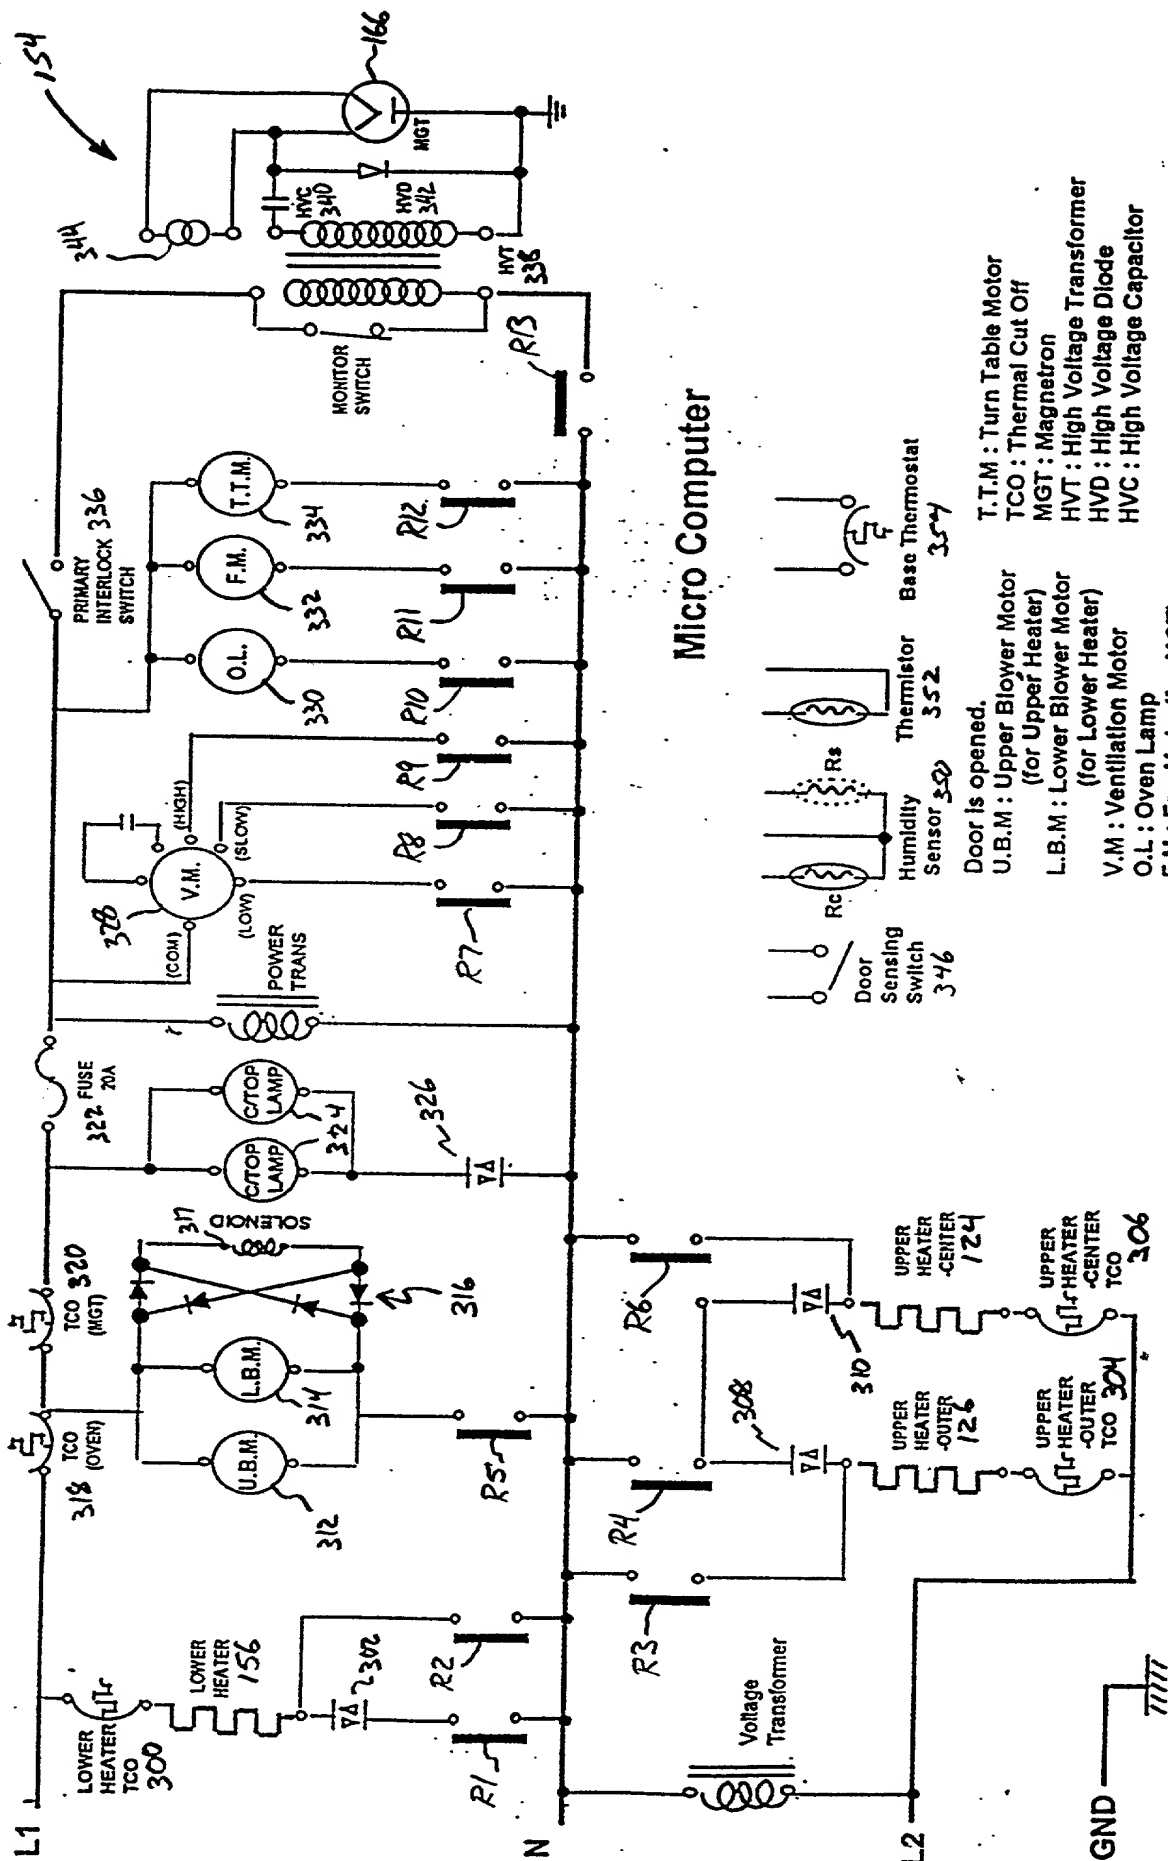 154
L1
LOWER
HEATER
TCO
300
LOWER
HEATER
156
302
R1
R2
318
TCO
(OVEN)
TCO 320
(MGT)
U.B.M.
312
L.B.M.
314
316
317
SOLENOID
R5
322 FUSE
20A
C/TOP
LAMP
C/TOP
LAMP
324
326
POWER
TRANS
(COM)
328
V.M.
(LOW)
(SLOW)
(HIGH)
R7
R8
R9
PRIMARY
INTERLOCK 336
SWITCH
O.L.
330
F.M.
332
T.T.M.
334
R10
R11
R12
R13
MONITOR
SWITCH
HVT
338
HVC
340
HVD
342
344
MGT
166
N
Voltage
Transformer
R3
R4
R6
308
310
UPPER
HEATER
-OUTER
126
UPPER
HEATER
-CENTER
124
UPPER
HEATER
-OUTER
TCO 304
UPPER
HEATER
-CENTER
TCO
306
L2
GND
Micro Computer
Door
Sensing
Switch
346
Rc
Rs
Humidity
Sensor 350
Thermistor
352
Base Thermostat
354
Door is opened.
U.B.M : Upper Blower Motor
(for Upper Heater)
L.B.M : Lower Blower Motor
(for Lower Heater)
V.M : Ventilation Motor
O.L : Oven Lamp
T.T.M : Turn Table Motor
TCO : Thermal Cut Off
MGT : Magnetron
HVT : High Voltage Transformer
HVD : High Voltage Diode
HVC : High Voltage Capacitor